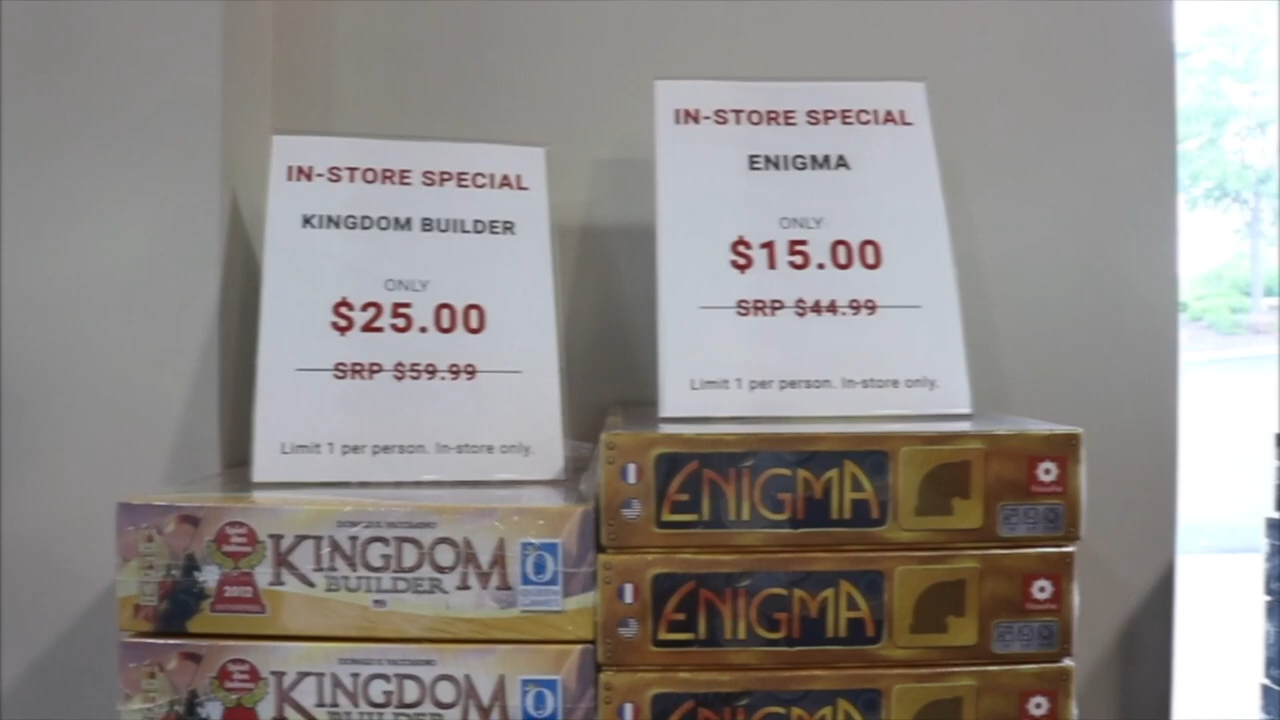 IN-STORE SPECIAL
KINGDOM BUILDER
ONLY
$25.00
SRP $59.99
Limit 1 per person. In-store only.
IN-STORE SPECIAL
ENIGMA
ONLY
$15.00
SRP $44.99
Limit 1 per person. In-store only.
KINGDOM
BUILDER
2012
ENIGMA
ENIGMA
KINGDOM
BUILDER